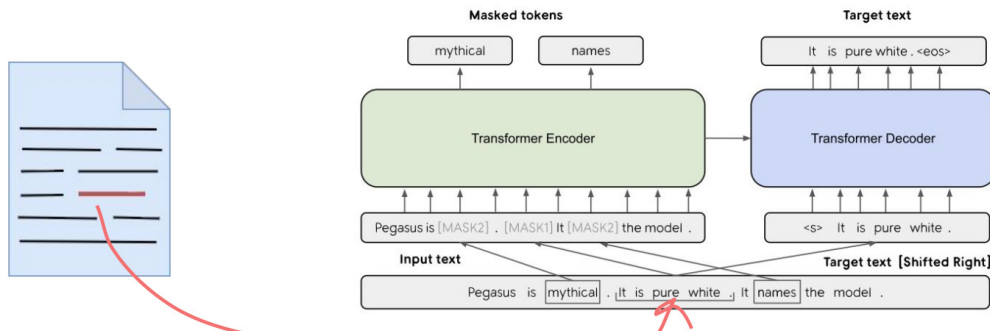 Masked tokens
Target text
mythical
names
It is pure white . <eos>
Transformer Encoder
Transformer Decoder
Pegasus is [MASK2] . [MASK1] It [MASK2] the model .
<s> It is pure white .
Input text
Target text [Shifted Right]
Pegasus is mythical . It is pure white . It names the model .